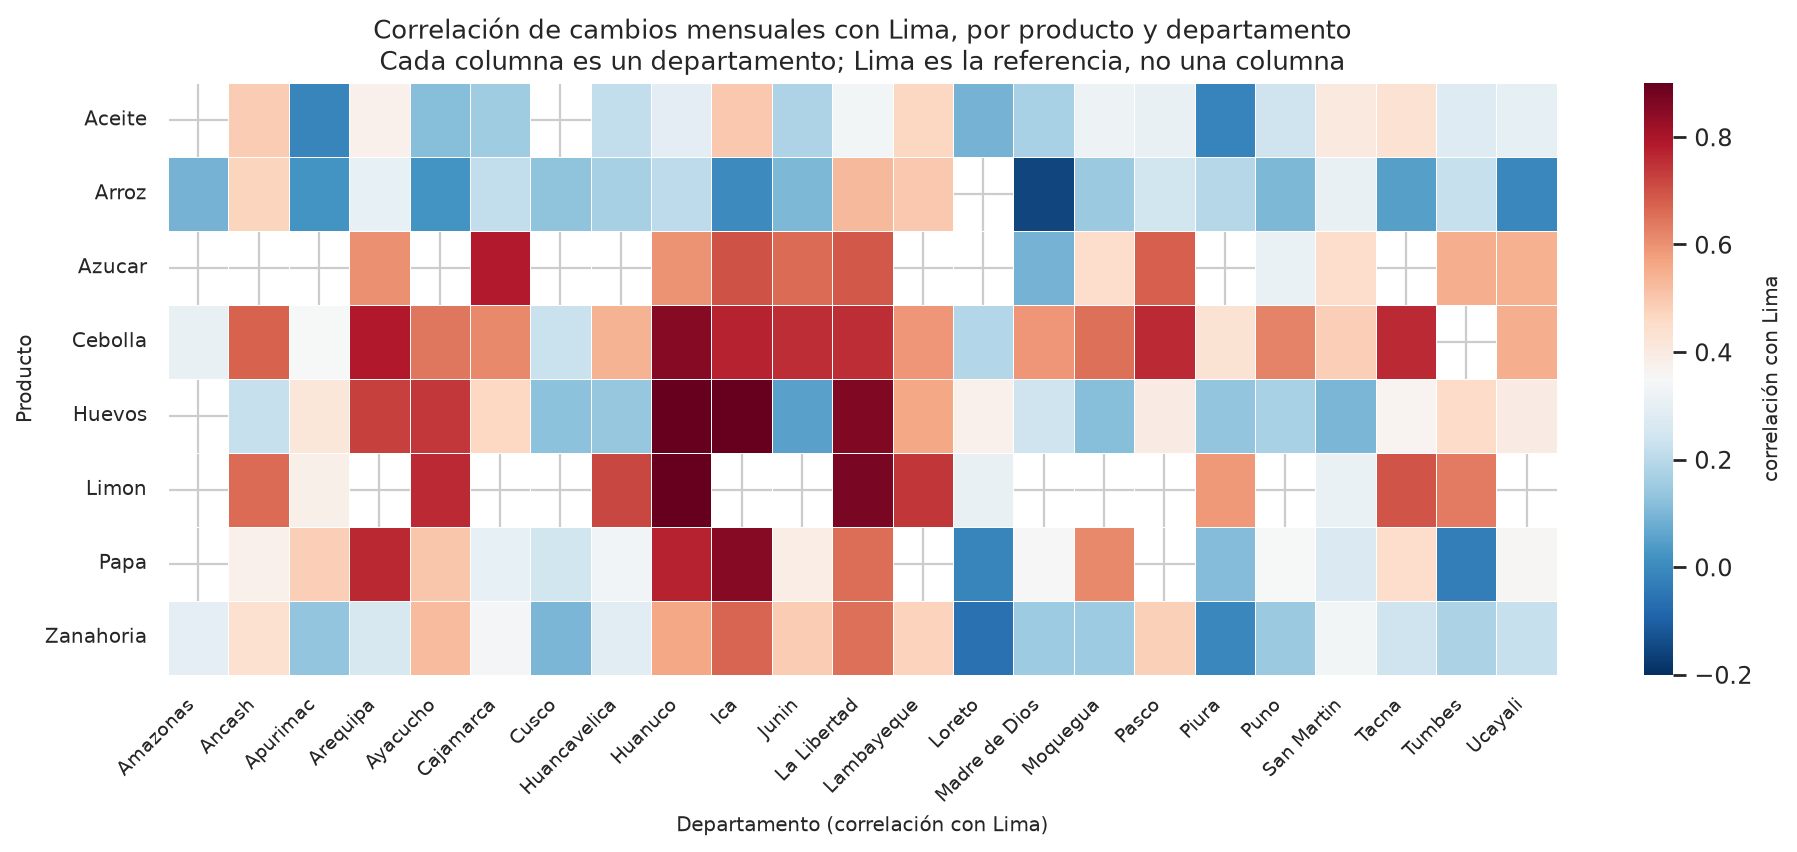 Correlación de cambios mensuales con Lima, por producto y departamento
Cada columna es un departamento; Lima es la referencia, no una columna
Producto
Aceite
Arroz
Azucar
Cebolla
Huevos
Limon
Papa
Zanahoria
Amazonas
Ancash
Apurimac
Arequipa
Ayacucho
Cajamarca
Cusco
Huancavelica
Huanuco
Ica
Junin
La Libertad
Lambayeque
Loreto
Madre de Dios
Moquegua
Pasco
Piura
Puno
San Martin
Tacna
Tumbes
Ucayali
Departamento (correlación con Lima)
0.8
0.6
0.4
0.2
0.0
−0.2
correlación con Lima